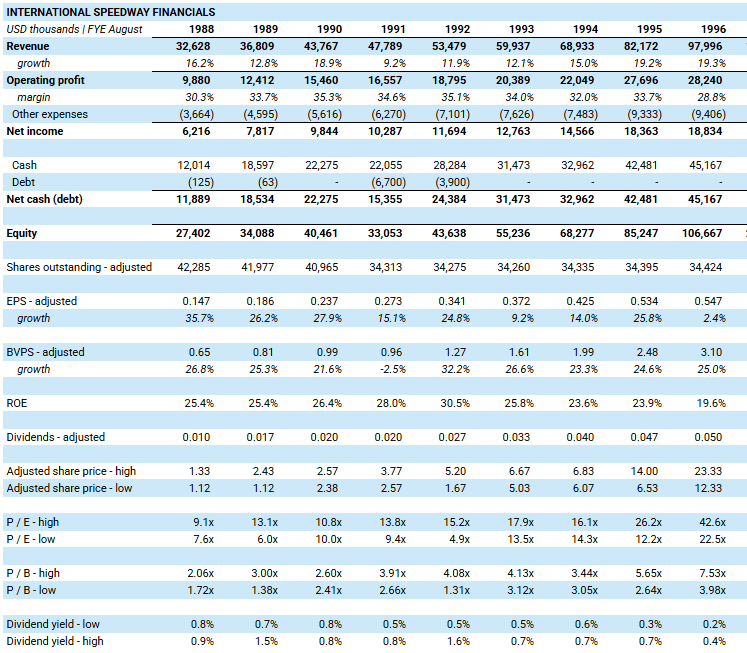 INTERNATIONAL SPEEDWAY FINANCIALS
USD thousands | FYE August 1988 1989 1990 1991 1992 1993 1994 1995 1996
Revenue 32,628 36,809 43,767 47,789 53,479 59,937 68,933 82,172 97,996
growth 16.2% 12.8% 18.9% 9.2% 11.9% 12.1% 15.0% 19.2% 19.3%
Operating profit 9,880 12,412 15,460 16,557 18,795 20,389 22,049 27,696 28,240
margin 30.3% 33.7% 35.3% 34.6% 35.1% 34.0% 32.0% 33.7% 28.8%
Other expenses (3,664) (4,595) (5,616) (6,270) (7,101) (7,626) (7,483) (9,333) (9,406)
Net income 6,216 7,817 9,844 10,287 11,694 12,763 14,566 18,363 18,834
Cash 12,014 18,597 22,275 22,055 28,284 31,473 32,962 42,481 45,167
Debt (125) (63) - (6,700) (3,900) - - - -
Net cash (debt) 11,889 18,534 22,275 15,355 24,384 31,473 32,962 42,481 45,167
Equity 27,402 34,088 40,461 33,053 43,638 55,236 68,277 85,247 106,667
Shares outstanding - adjusted 42,285 41,977 40,965 34,313 34,275 34,260 34,335 34,395 34,424
EPS - adjusted 0.147 0.186 0.237 0.273 0.341 0.372 0.425 0.534 0.547
growth 35.7% 26.2% 27.9% 15.1% 24.8% 9.2% 14.0% 25.8% 2.4%
BVPS - adjusted 0.65 0.81 0.99 0.96 1.27 1.61 1.99 2.48 3.10
growth 26.8% 25.3% 21.6% -2.5% 32.2% 26.6% 23.3% 24.6% 25.0%
ROE 25.4% 25.4% 26.4% 28.0% 30.5% 25.8% 23.6% 23.9% 19.6%
Dividends - adjusted 0.010 0.017 0.020 0.020 0.027 0.033 0.040 0.047 0.050
Adjusted share price - high 1.33 2.43 2.57 3.77 5.20 6.67 6.83 14.00 23.33
Adjusted share price - low 1.12 1.12 2.38 2.57 1.67 5.03 6.07 6.53 12.33
P / E - high 9.1x 13.1x 10.8x 13.8x 15.2x 17.9x 16.1x 26.2x 42.6x
P / E - low 7.6x 6.0x 10.0x 9.4x 4.9x 13.5x 14.3x 12.2x 22.5x
P / B - high 2.06x 3.00x 2.60x 3.91x 4.08x 4.13x 3.44x 5.65x 7.53x
P / B - low 1.72x 1.38x 2.41x 2.66x 1.31x 3.12x 3.05x 2.64x 3.98x
Dividend yield - low 0.8% 0.7% 0.8% 0.5% 0.5% 0.5% 0.6% 0.3% 0.2%
Dividend yield - high 0.9% 1.5% 0.8% 0.8% 1.6% 0.7% 0.7% 0.7% 0.4%